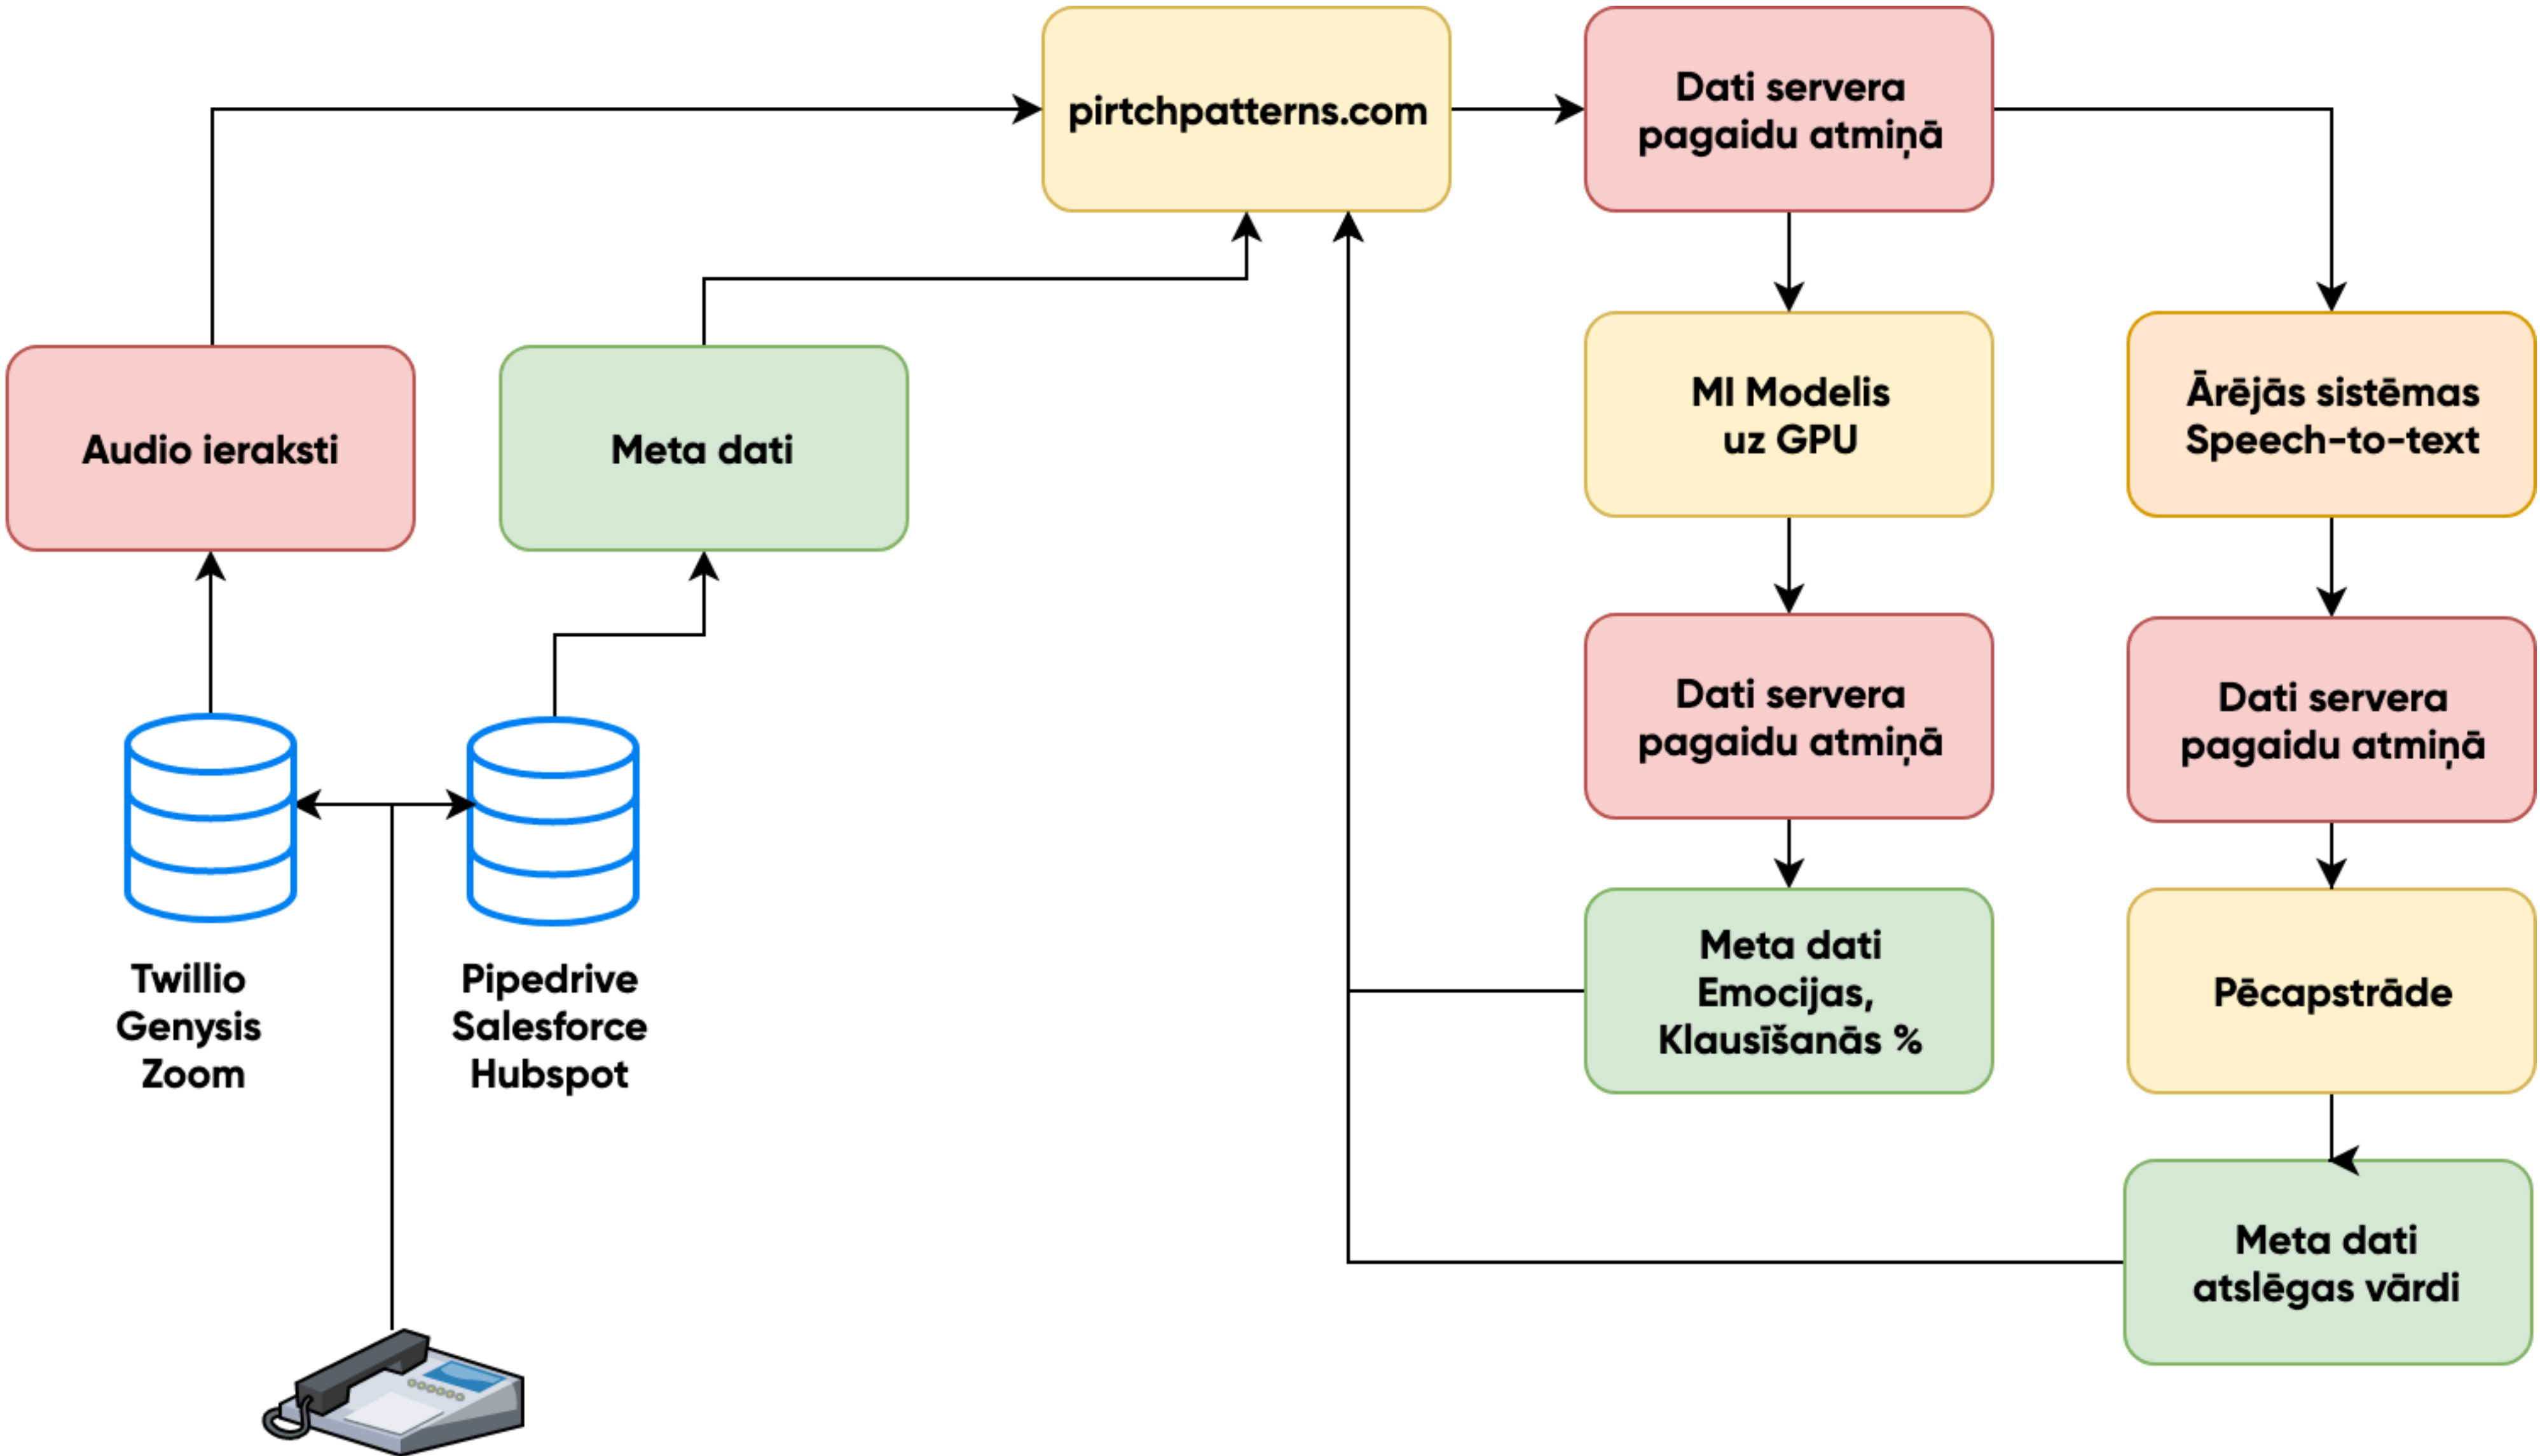 pirtchpatterns.com
Dati servera
pagaidu atmiņā
Audio ieraksti
Meta dati
MI Modelis
uz GPU
Ārējās sistēmas
Speech-to-text
Dati servera
pagaidu atmiņā
Dati servera
pagaidu atmiņā
Twillio
Genysis
Zoom
Pipedrive
Salesforce
Hubspot
Meta dati
Emocijas,
Klausīšanās %
Pēcapstrāde
Meta dati
atslēgas vārdi